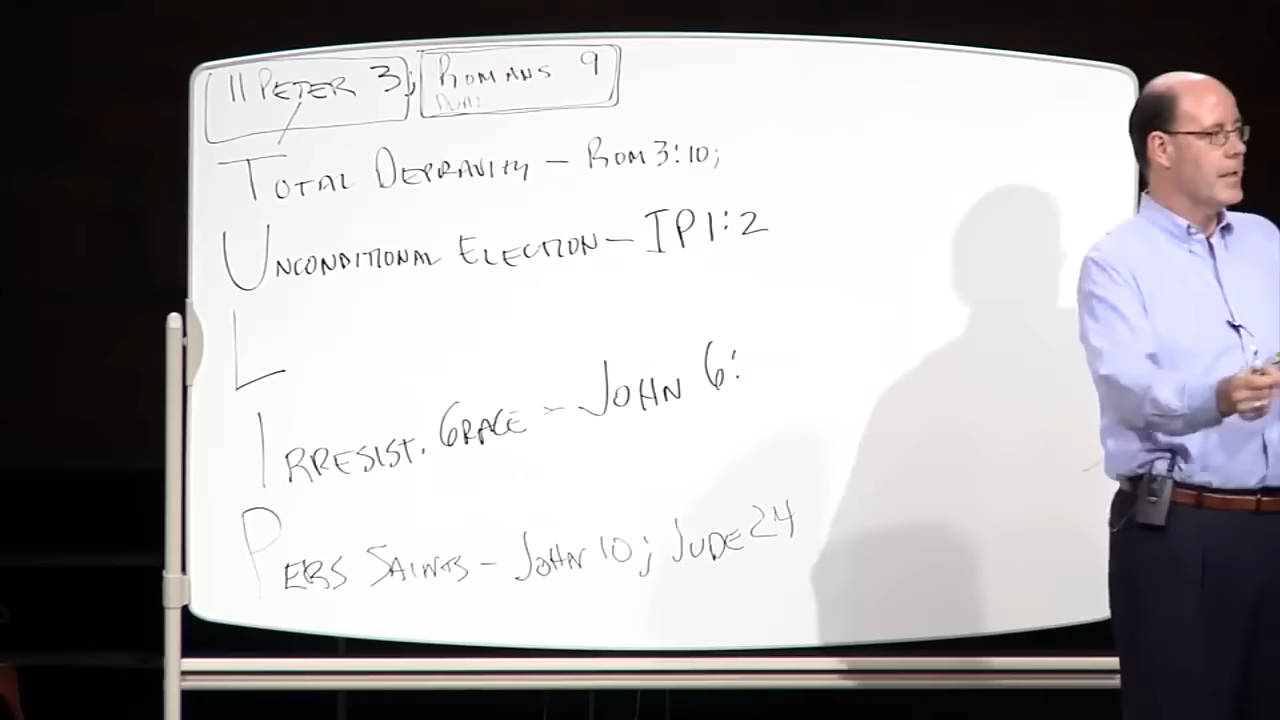 II PETER 3; ROMANS 9
TOTAL DEPRAVITY – ROM 3:10;
UNCONDITIONAL ELECTION – I P 1:2
L
IRRESIST. GRACE – JOHN 6:
PERS SAINTS – JOHN 10; JUDE 24